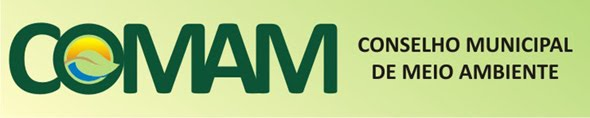 COMAM
CONSELHO MUNICIPAL
DE MEIO AMBIENTE